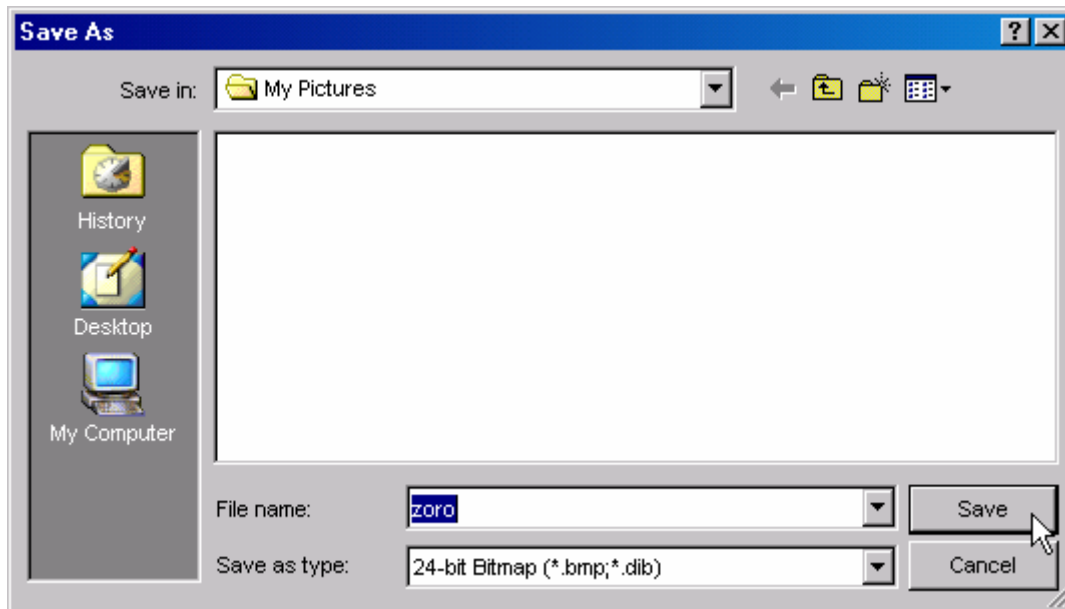 Save As
Save in: My Pictures
History
Desktop
My Computer
File name: zoro Save
Save as type: 24-bit Bitmap (*.bmp;*.dib) Cancel